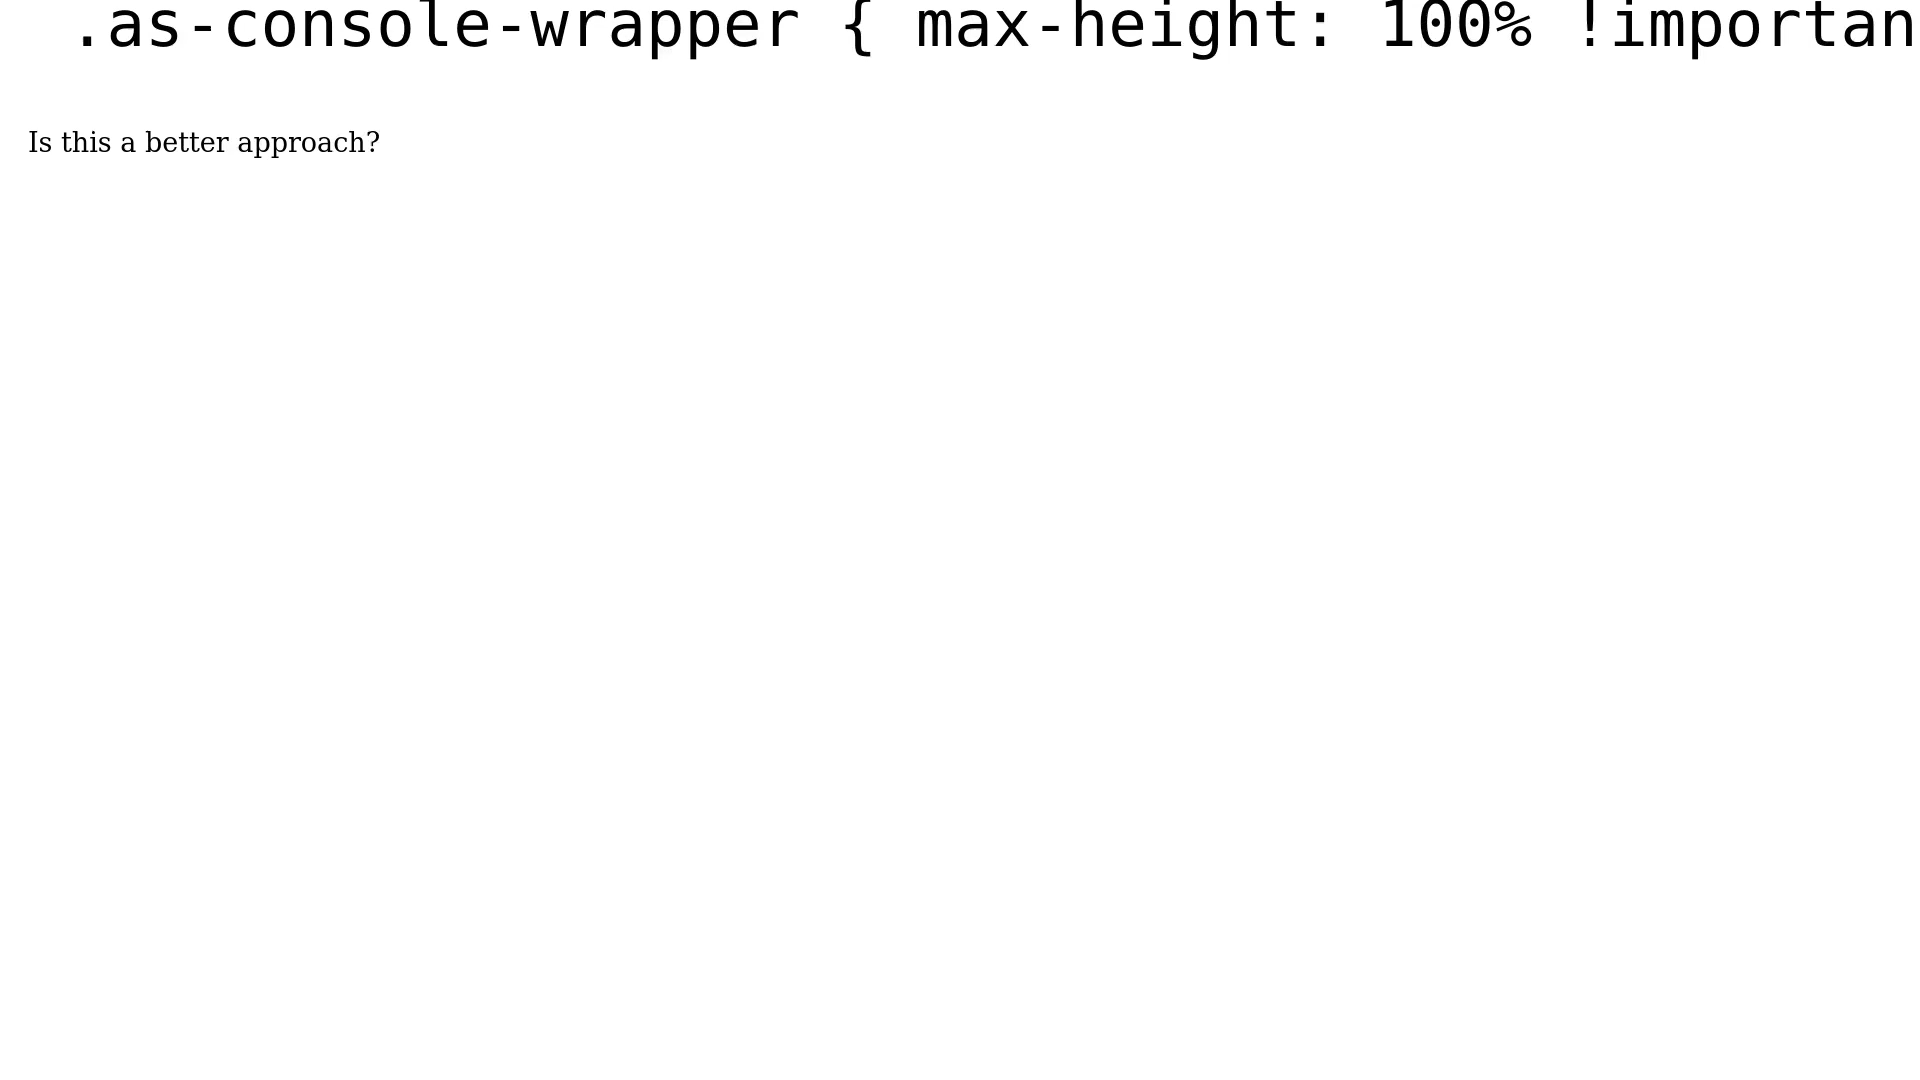 .as-console-wrapper { max-height: 100% !importan
Is this a better approach?